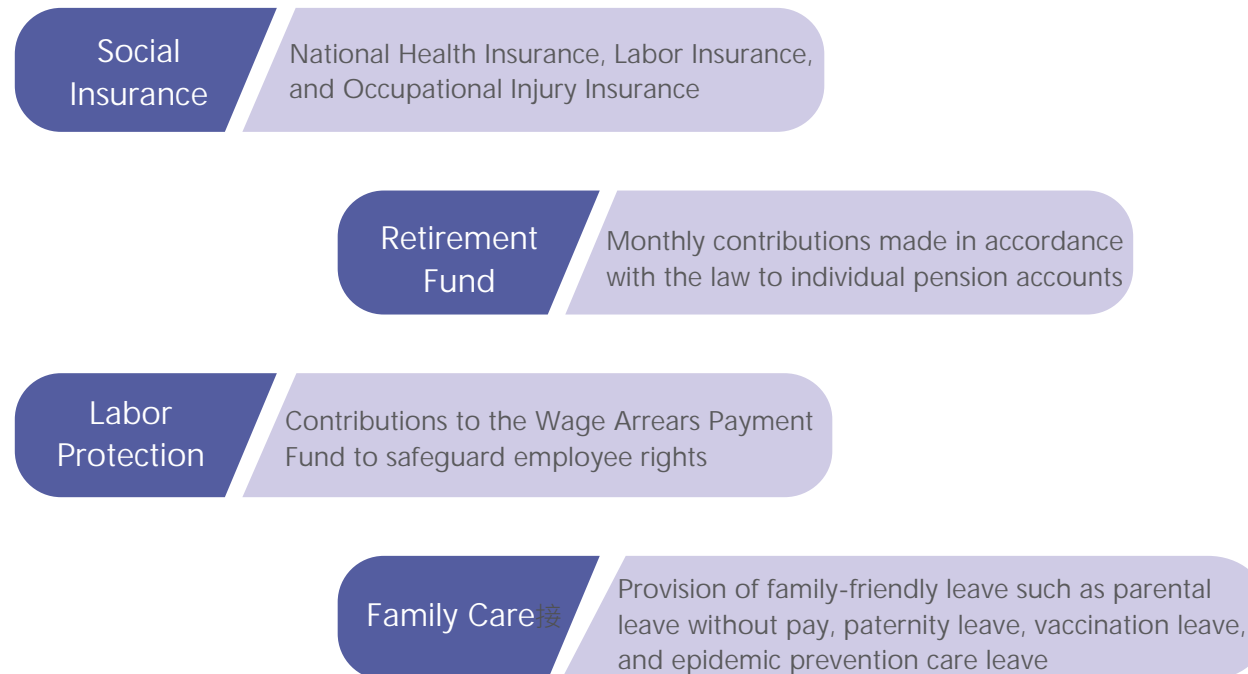 Social
Insurance
National Health Insurance, Labor Insurance,
and Occupational Injury Insurance
Retirement
Fund
Monthly contributions made in accordance
with the law to individual pension accounts
Labor
Protection
Contributions to the Wage Arrears Payment
Fund to safeguard employee rights
Family Care接
Provision of family-friendly leave such as parental
leave without pay, paternity leave, vaccination leave,
and epidemic prevention care leave